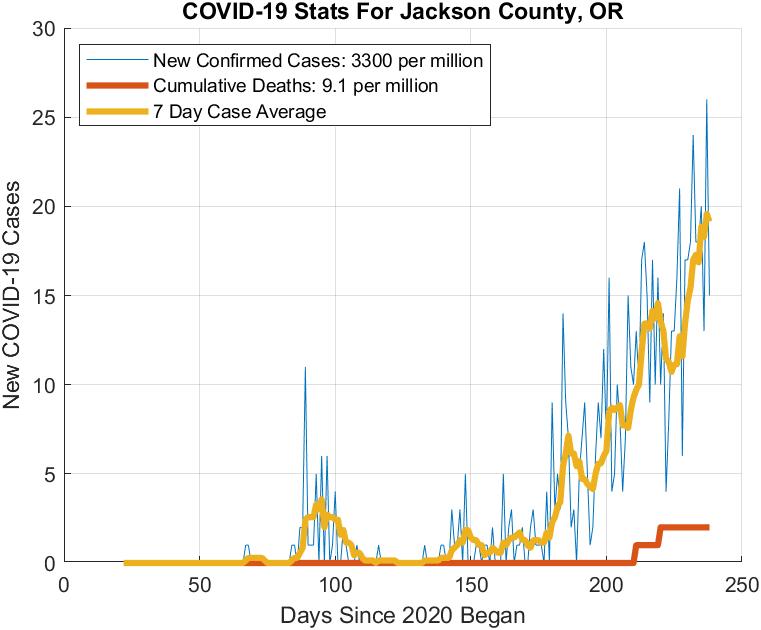 COVID-19 Stats For Jackson County, OR
30
New Confirmed Cases: 3300 per million
Cumulative Deaths: 9.1 per million
7 Day Case Average
25
20
15
10
5
0
New COVID-19 Cases
0 50 100 150 200 250
Days Since 2020 Began